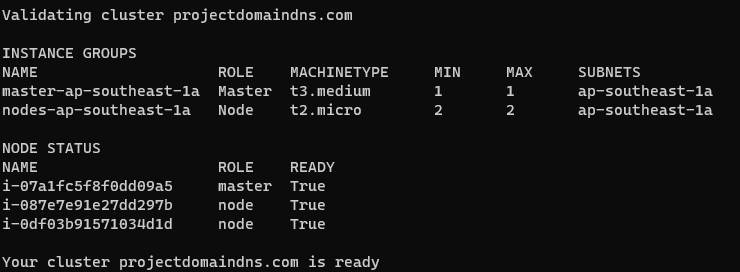 Validating cluster projectdomaindns.com
INSTANCE GROUPS
NAME ROLE MACHINETYPE MIN MAX SUBNETS
master-ap-southeast-1a Master t3.medium 1 1 ap-southeast-1a
nodes-ap-southeast-1a Node t2.micro 2 2 ap-southeast-1a
NODE STATUS
NAME ROLE READY
i-07a1fc5f8f0dd09a5 master True
i-087e7e91e27dd297b node True
i-0df03b91571034d1d node True
Your cluster projectdomaindns.com is ready